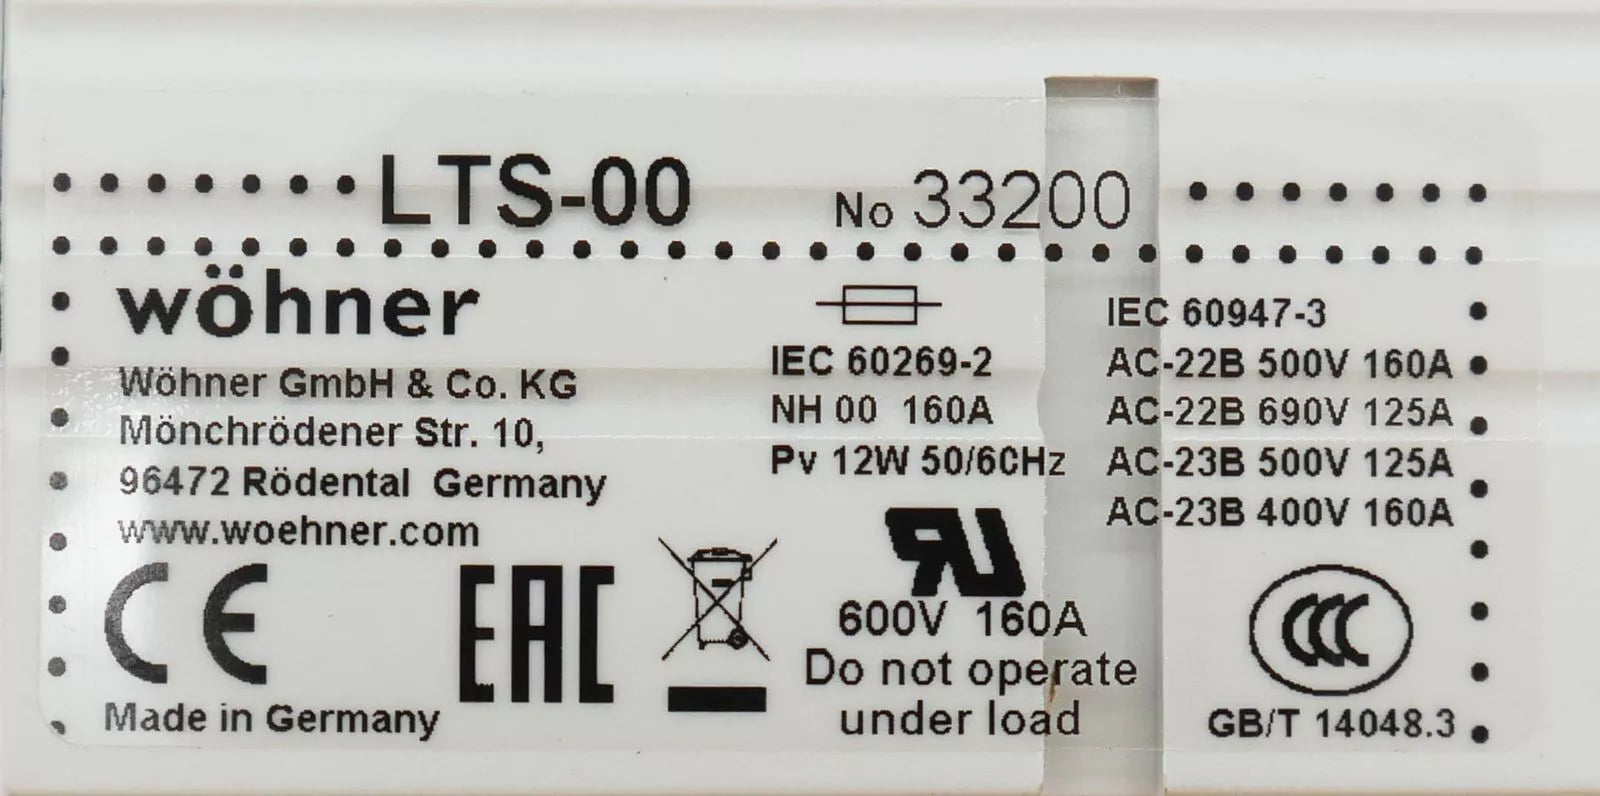 LTS-00 No 33200
wöhner
Wöhner GmbH & Co. KG
Mönchrödener Str. 10,
96472 Rödental Germany
www.woehner.com
CE EAC
Made in Germany
IEC 60269-2
NH 00 160A
Pv 12W 50/60Hz
RU
600V 160A
Do not operate
under load
IEC 60947-3
AC-22B 500V 160A
AC-22B 690V 125A
AC-23B 500V 125A
AC-23B 400V 160A
CCC
GB/T 14048.3